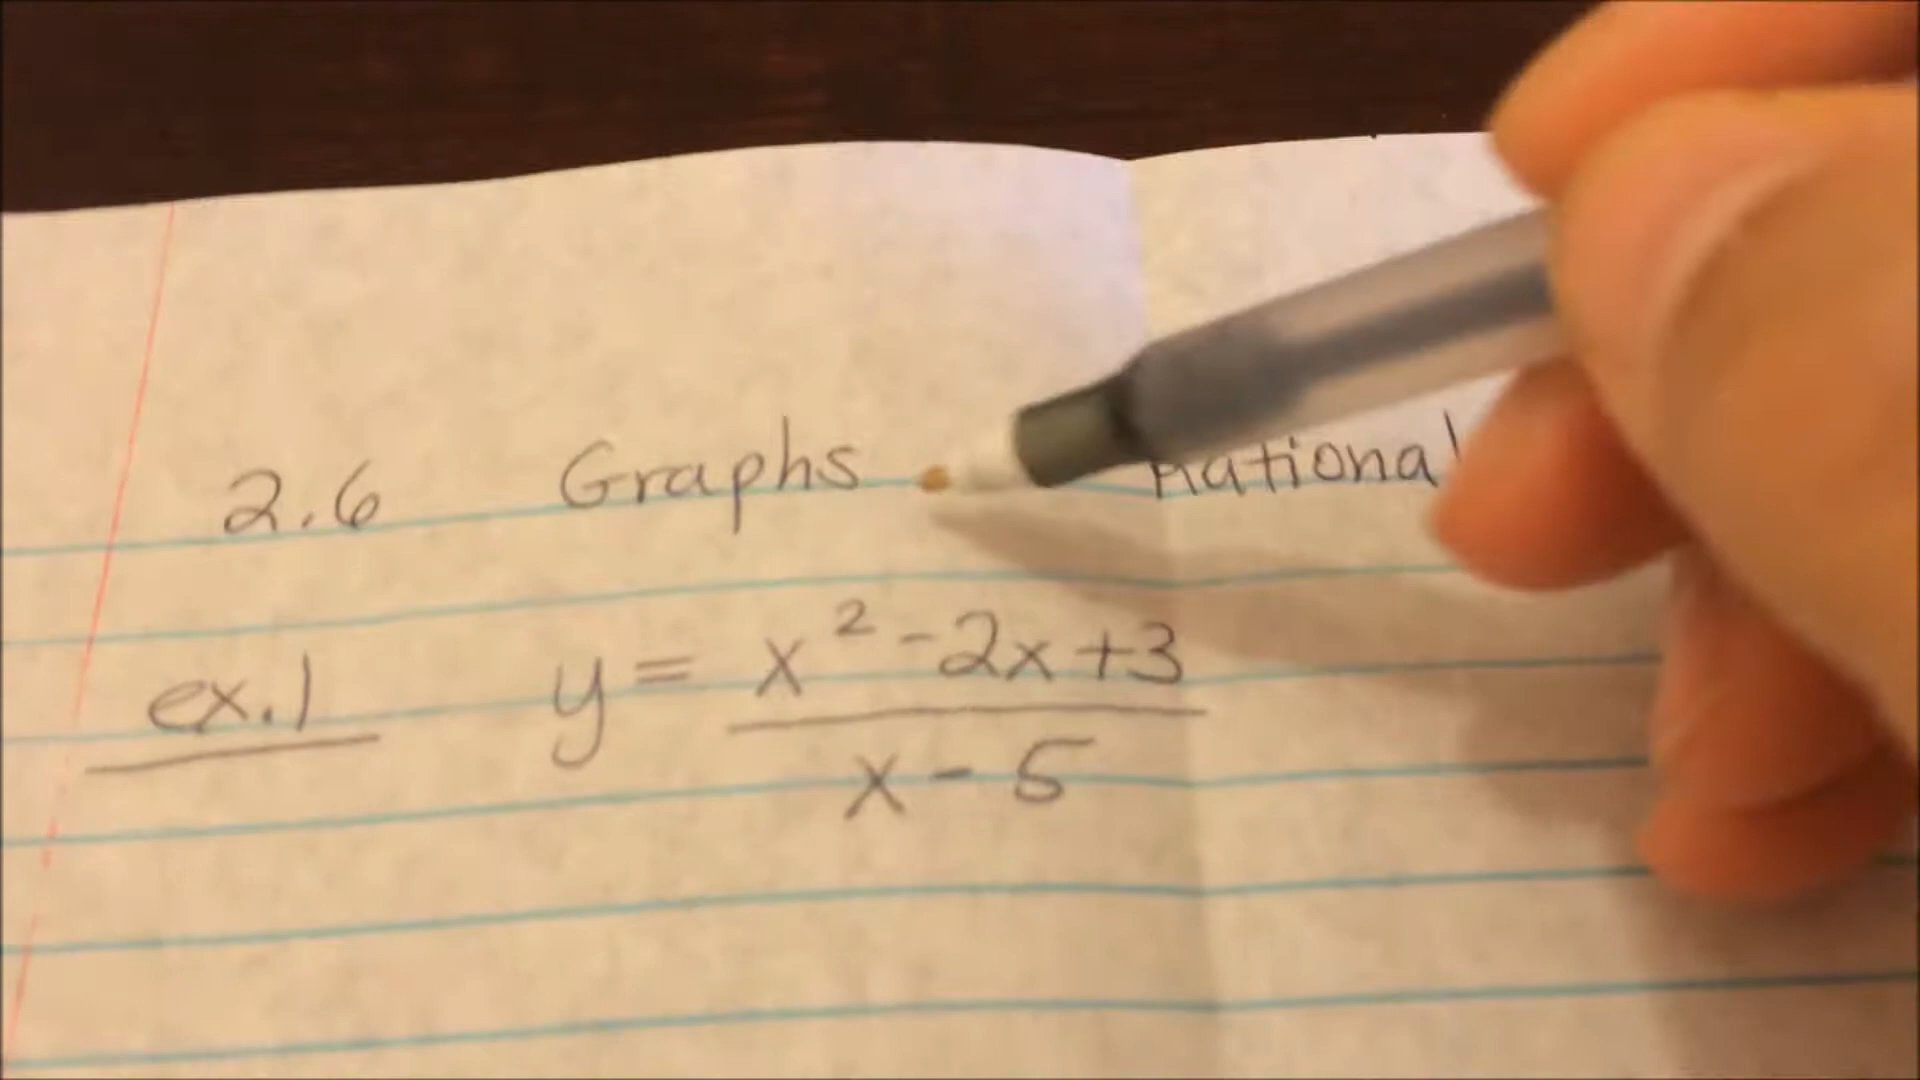 2.6 Graphs Rational
ex.1 y = x² - 2x + 3
x - 5